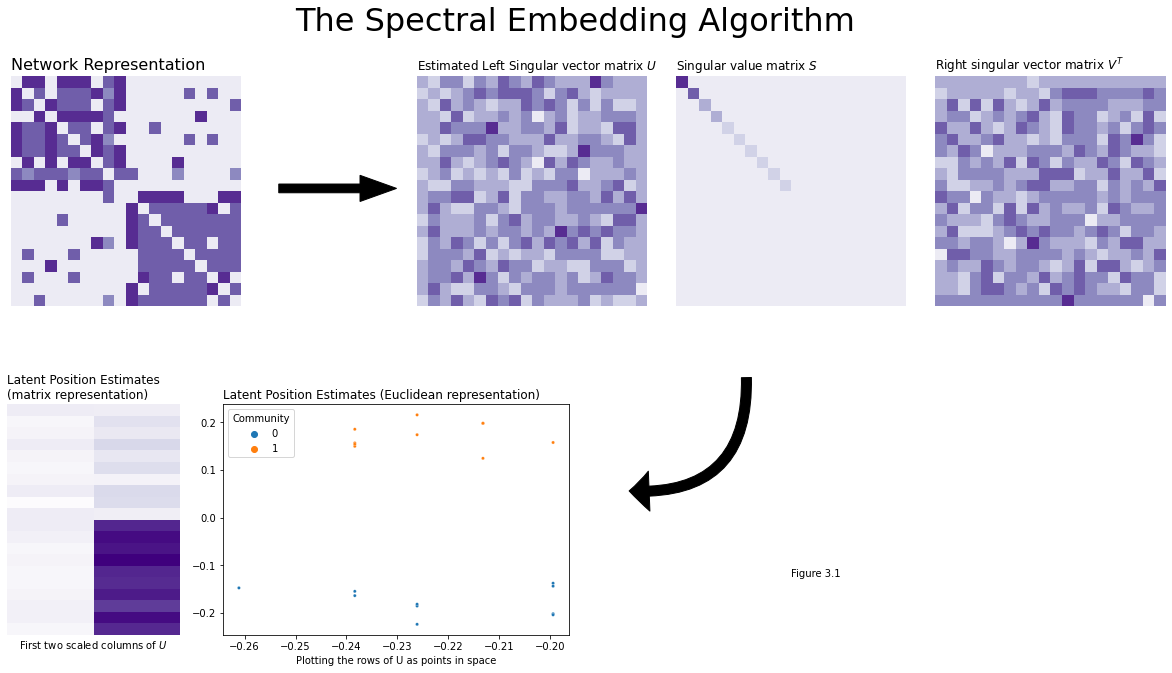 The Spectral Embedding Algorithm
Network Representation
Estimated Left Singular vector matrix U
Singular value matrix S
Right singular vector matrix V^T
Latent Position Estimates
(matrix representation)
First two scaled columns of U
Latent Position Estimates (Euclidean representation)
Community
0
1
0.2
0.1
0.0
−0.1
−0.2
−0.26 −0.25 −0.24 −0.23 −0.22 −0.21 −0.20
Plotting the rows of U as points in space
Figure 3.1